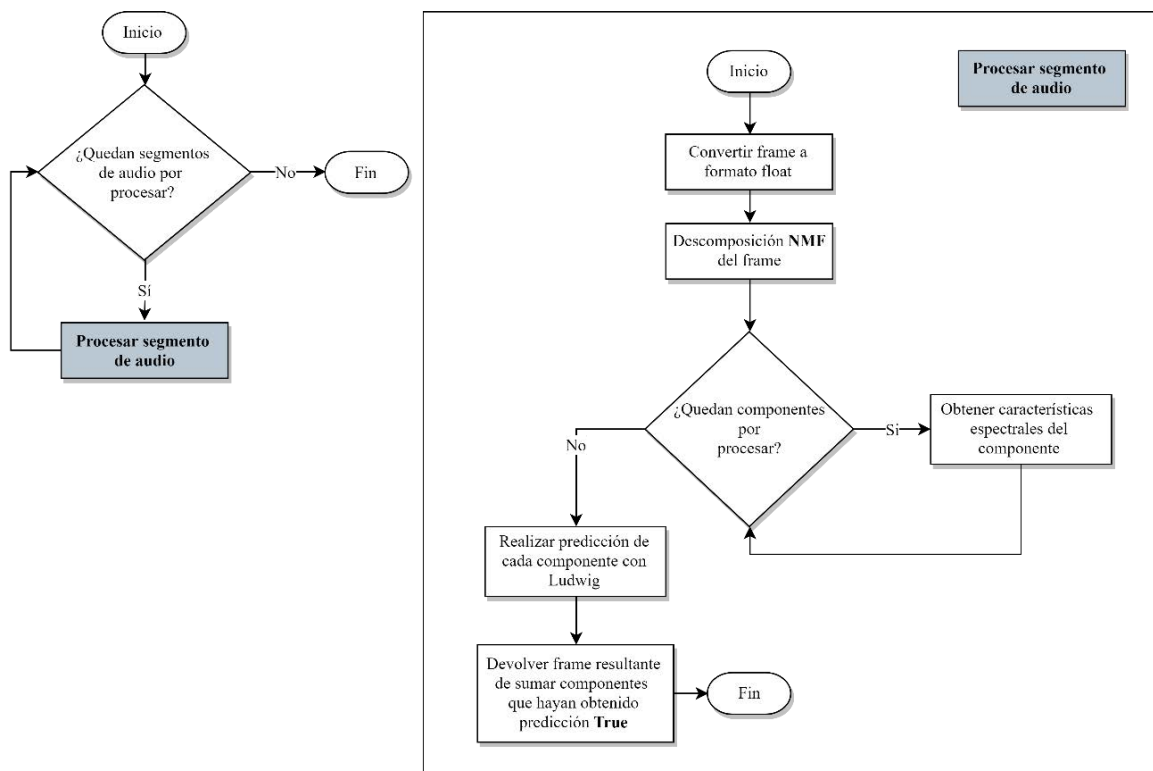 Inicio
¿Quedan segmentos
de audio por
procesar?
No
Fin
Sí
Procesar segmento
de audio
Procesar segmento
de audio
Inicio
Convertir frame a
formato float
Descomposición NMF
del frame
¿Quedan componentes
por
procesar?
Si
Obtener características
espectrales del
componente
No
Realizar predicción de
cada componente con
Ludwig
Devolver frame resultante
de sumar componentes
que hayan obtenido
predicción True
Fin